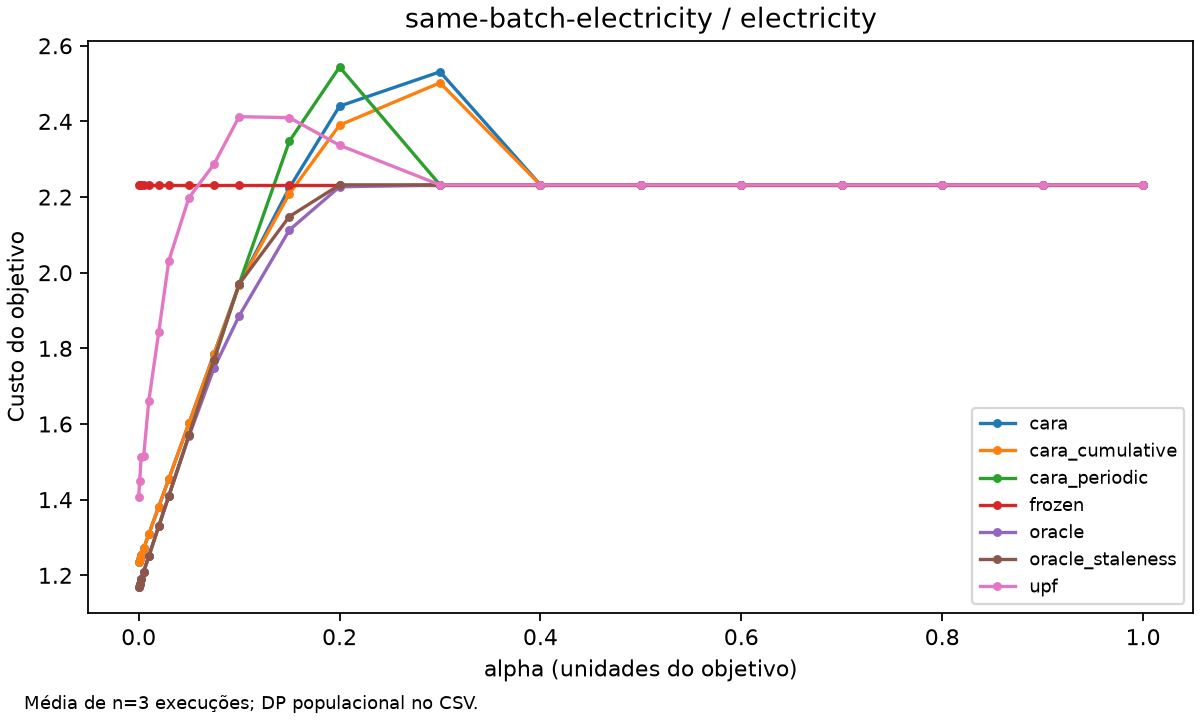 same-batch-electricity / electricity
Custo do objetivo
2.6
2.4
2.2
2.0
1.8
1.6
1.4
1.2
0.0 0.2 0.4 0.6 0.8 1.0
alpha (unidades do objetivo)
cara
cara_cumulative
cara_periodic
frozen
oracle
oracle_staleness
upf
Média de n=3 execuções; DP populacional no CSV.